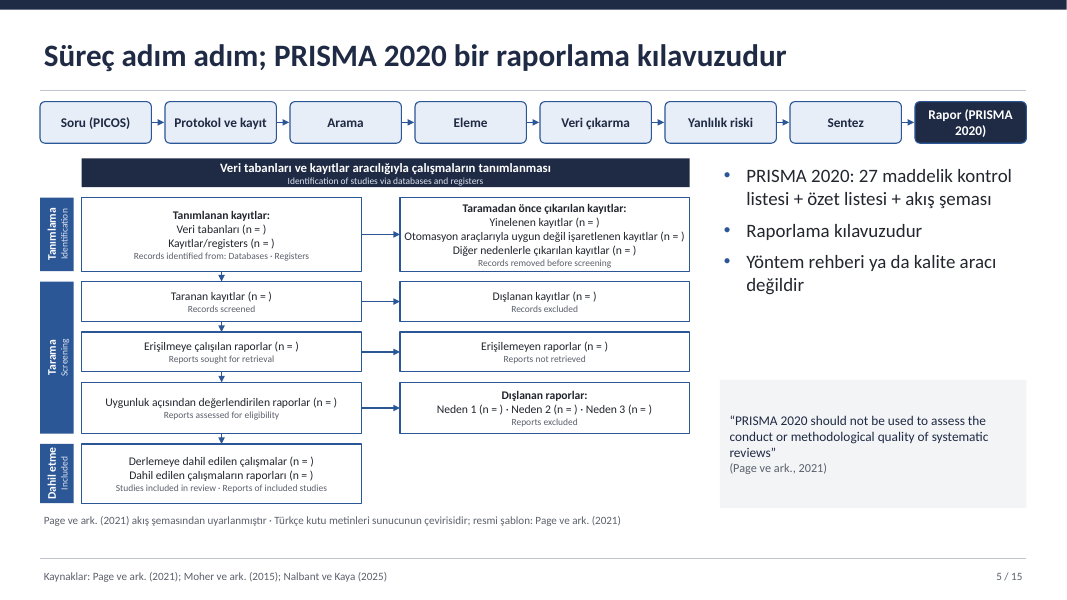 Süreç adım adım; PRISMA 2020 bir raporlama kılavuzudur
Soru (PICOS)
Protokol ve kayıt
Arama
Eleme
Veri çıkarma
Yanlılık riski
Sentez
Rapor (PRISMA
2020)
Veri tabanları ve kayıtlar aracılığıyla çalışmaların tanımlanması
Identification of studies via databases and registers
Tanımlama
Identification
Tanımlanan kayıtlar:
Veri tabanları (n = )
Kayıtlar/registers (n = )
Records identified from: Databases · Registers
Taramadan önce çıkarılan kayıtlar:
Yinelenen kayıtlar (n = )
Otomasyon araçlarıyla uygun değil işaretlenen kayıtlar (n = )
Diğer nedenlerle çıkarılan kayıtlar (n = )
Records removed before screening
Tarama
Screening
Taranan kayıtlar (n = )
Records screened
Dışlanan kayıtlar (n = )
Records excluded
Erişilmeye çalışılan raporlar (n = )
Reports sought for retrieval
Erişilemeyen raporlar (n = )
Reports not retrieved
Uygunluk açısından değerlendirilen raporlar (n = )
Reports assessed for eligibility
Dışlanan raporlar:
Neden 1 (n = ) · Neden 2 (n = ) · Neden 3 (n = )
Reports excluded
Dahil etme
Included
Derlemeye dahil edilen çalışmalar (n = )
Dahil edilen çalışmaların raporları (n = )
Studies included in review · Reports of included studies
Page ve ark. (2021) akış şemasından uyarlanmıştır · Türkçe kutu metinleri sunucunun çevirisidir; resmi şablon: Page ve ark. (2021)
• PRISMA 2020: 27 maddelik kontrol
listesi + özet listesi + akış şeması
• Raporlama kılavuzudur
• Yöntem rehberi ya da kalite aracı
değildir
“PRISMA 2020 should not be used to assess the
conduct or methodological quality of systematic
reviews”
(Page ve ark., 2021)
Kaynaklar: Page ve ark. (2021); Moher ve ark. (2015); Nalbant ve Kaya (2025)
5 / 15